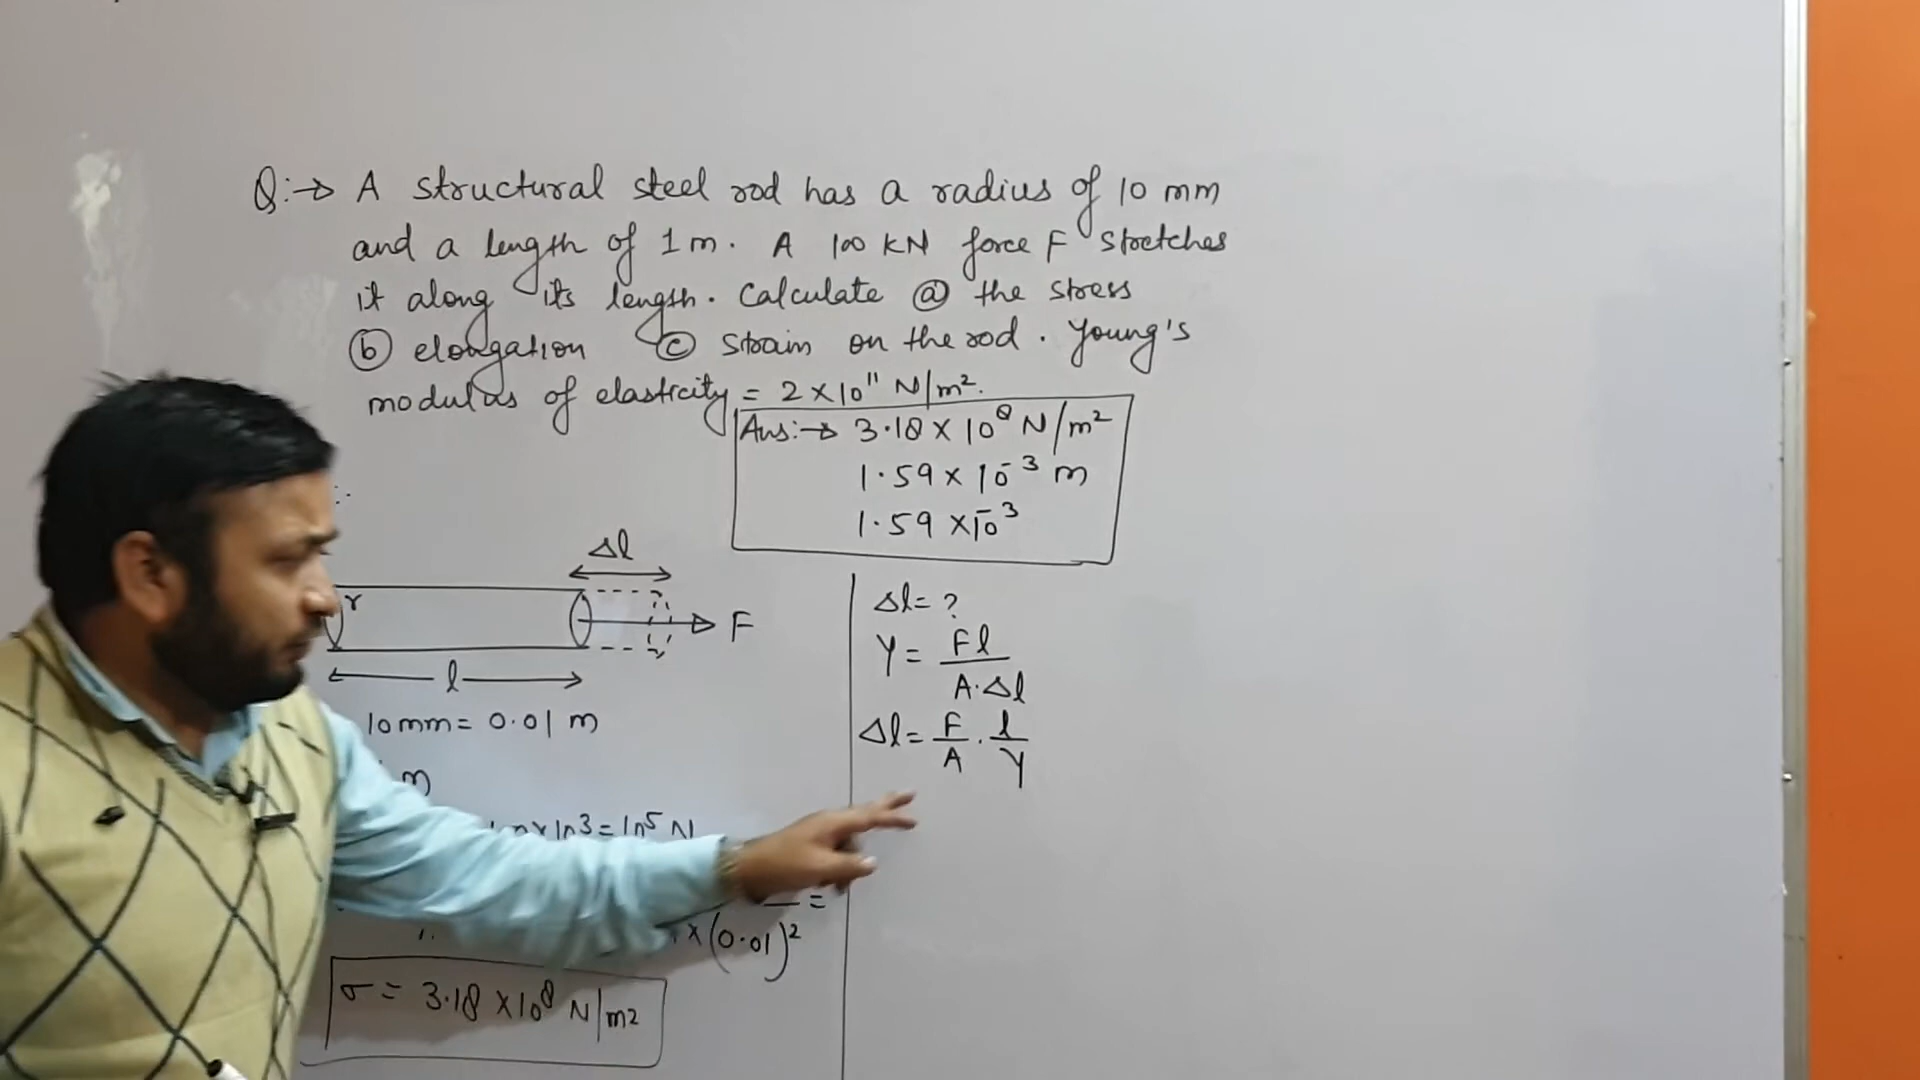 Q:→ A structural steel rod has a radius of 10 mm
and a length of 1 m. A 100 KN force F stretches
it along its length. Calculate ⓐ the stress
ⓑ elongation ⓒ strain on the rod. Young's
modulus of elasticity = 2 × 10¹¹ N/m².
Ans:→ 3.18 × 10⁸ N/m²
1.59 × 10⁻³ m
1.59 × 10⁻³
Δl
r
F
l
10 mm = 0.01 m
m
×10³ = 10⁵ N
=
×(0.01)²
σ = 3.18 × 10⁸ N/m²
Δl = ?
Y = Fl / A·Δl
Δl = F/A · l/Y